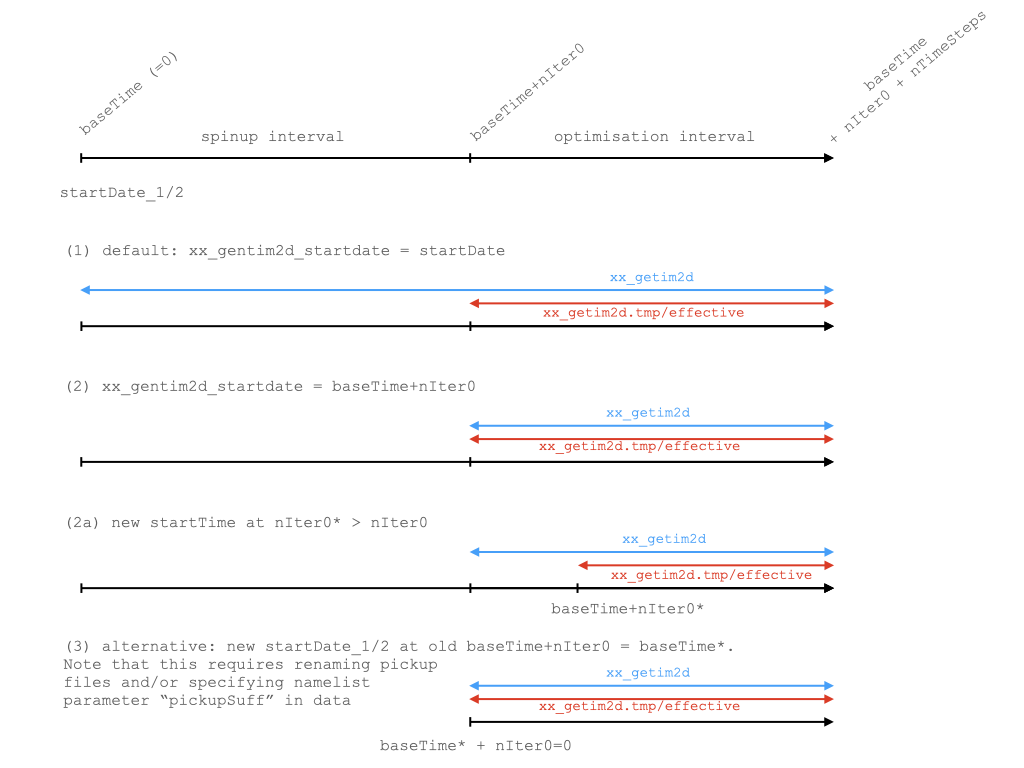 baseTime (=0)
baseTime+nIter0
baseTime
+ nIter0 + nTimeSteps
spinup interval
optimisation interval
startDate_1/2
(1) default: xx_gentim2d_startdate = startDate
xx_getim2d
xx_getim2d.tmp/effective
(2) xx_gentim2d_startdate = baseTime+nIter0
xx_getim2d
xx_getim2d.tmp/effective
(2a) new startTime at nIter0* > nIter0
xx_getim2d
xx_getim2d.tmp/effective
baseTime+nIter0*
(3) alternative: new startDate_1/2 at old baseTime+nIter0 = baseTime*.
Note that this requires renaming pickup
files and/or specifying namelist
parameter “pickupSuff” in data
xx_getim2d
xx_getim2d.tmp/effective
baseTime* + nIter0=0